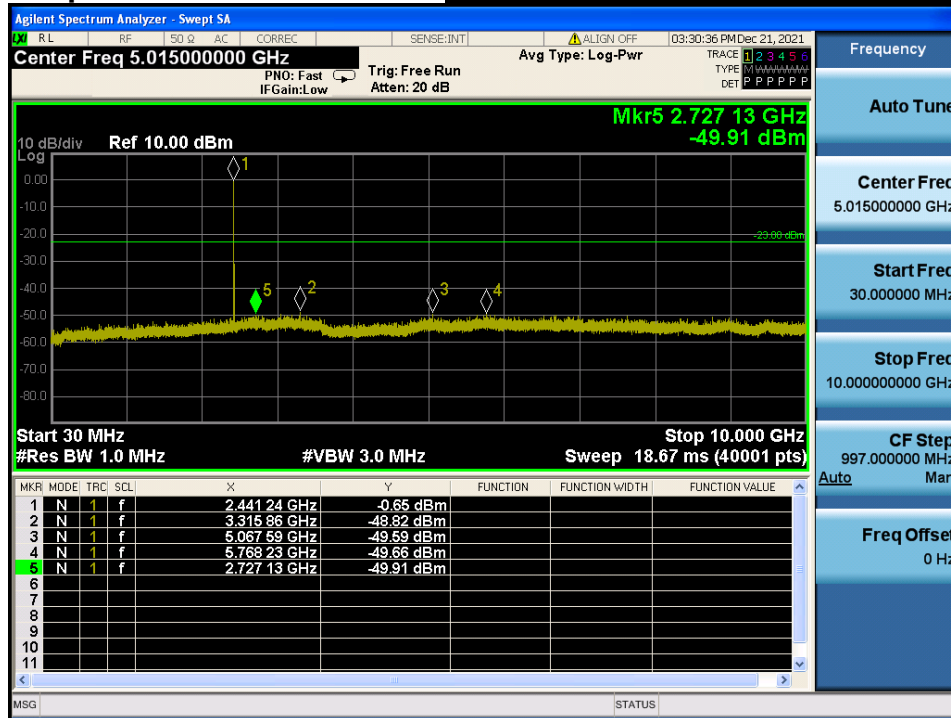 Agilent Spectrum Analyzer - Swept SA
LXI RL RF 50 Ω AC CORREC SENSE:INT ALIGN OFF 03:30:36 PM Dec 21, 2021
Center Freq 5.015000000 GHz
PNO: Fast
IFGain:Low
Trig: Free Run
Atten: 20 dB
Avg Type: Log-Pwr
TRACE 1 2 3 4 5 6
TYPE M
DET P P P P P P
Mkr5 2.727 13 GHz
-49.91 dBm
10 dB/div Ref 10.00 dBm
Log
0.00
-10.0
-20.0
-30.0
-40.0
-50.0
-60.0
-70.0
-80.0
-23.00 dBm
1
5
2
3
4
Start 30 MHz
Stop 10.000 GHz
#Res BW 1.0 MHz #VBW 3.0 MHz Sweep 18.67 ms (40001 pts)
MKR MODE TRC SCL X Y FUNCTION FUNCTION WIDTH FUNCTION VALUE
1 N 1 f 2.441 24 GHz -0.65 dBm
2 N 1 f 3.315 86 GHz -48.82 dBm
3 N 1 f 5.067 59 GHz -49.59 dBm
4 N 1 f 5.768 23 GHz -49.66 dBm
5 N 1 f 2.727 13 GHz -49.91 dBm
6
7
8
9
10
11
MSG STATUS
Frequency
Auto Tune
Center Freq
5.015000000 GHz
Start Freq
30.000000 MHz
Stop Freq
10.000000000 GHz
CF Step
997.000000 MHz
Auto Man
Freq Offset
0 Hz